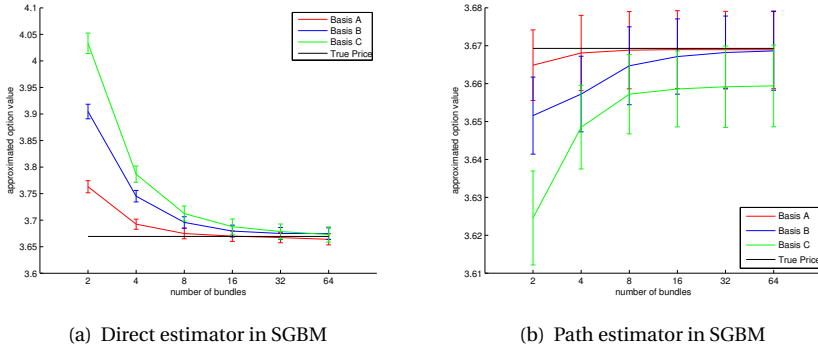 4.1
4.05
4
3.95
3.9
3.85
3.8
3.75
3.7
3.65
3.6
approximated option value
2 4 8 16 32 64
number of bundles
Basis A
Basis B
Basis C
True Price
(a) Direct estimator in SGBM
3.68
3.67
3.66
3.65
3.64
3.63
3.62
3.61
approximated option value
2 4 8 16 32 64
number of bundles
Basis A
Basis B
Basis C
True Price
(b) Path estimator in SGBM